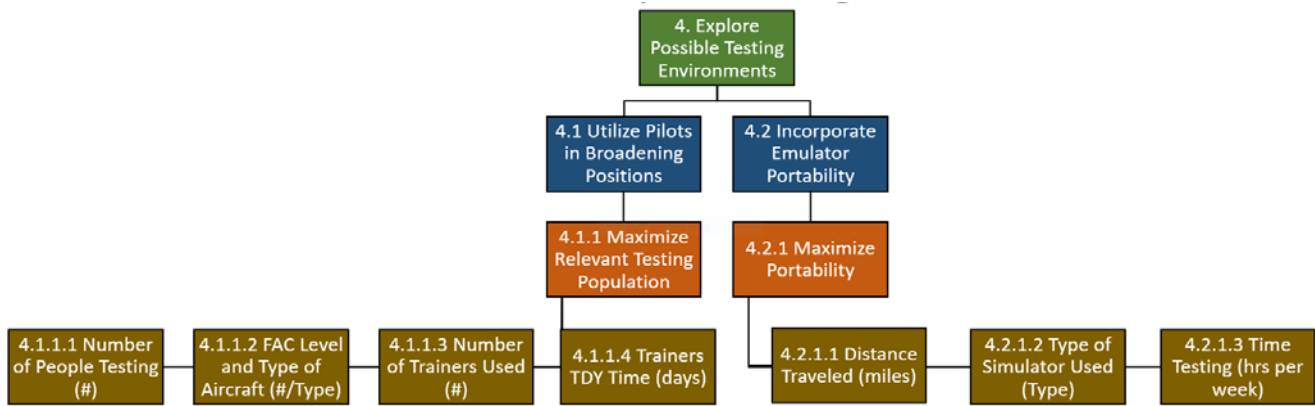 4. Explore
Possible Testing
Environments
4.1 Utilize Pilots
in Broadening
Positions
4.2 Incorporate
Emulator
Portability
4.1.1 Maximize
Relevant Testing
Population
4.2.1 Maximize
Portability
4.1.1.1 Number
of People Testing
(#)
4.1.1.2 FAC Level
and Type of
Aircraft (#/Type)
4.1.1.3 Number
of Trainers Used
(#)
4.1.1.4 Trainers
TDY Time (days)
4.2.1.1 Distance
Traveled (miles)
4.2.1.2 Type of
Simulator Used
(Type)
4.2.1.3 Time
Testing (hrs per
week)